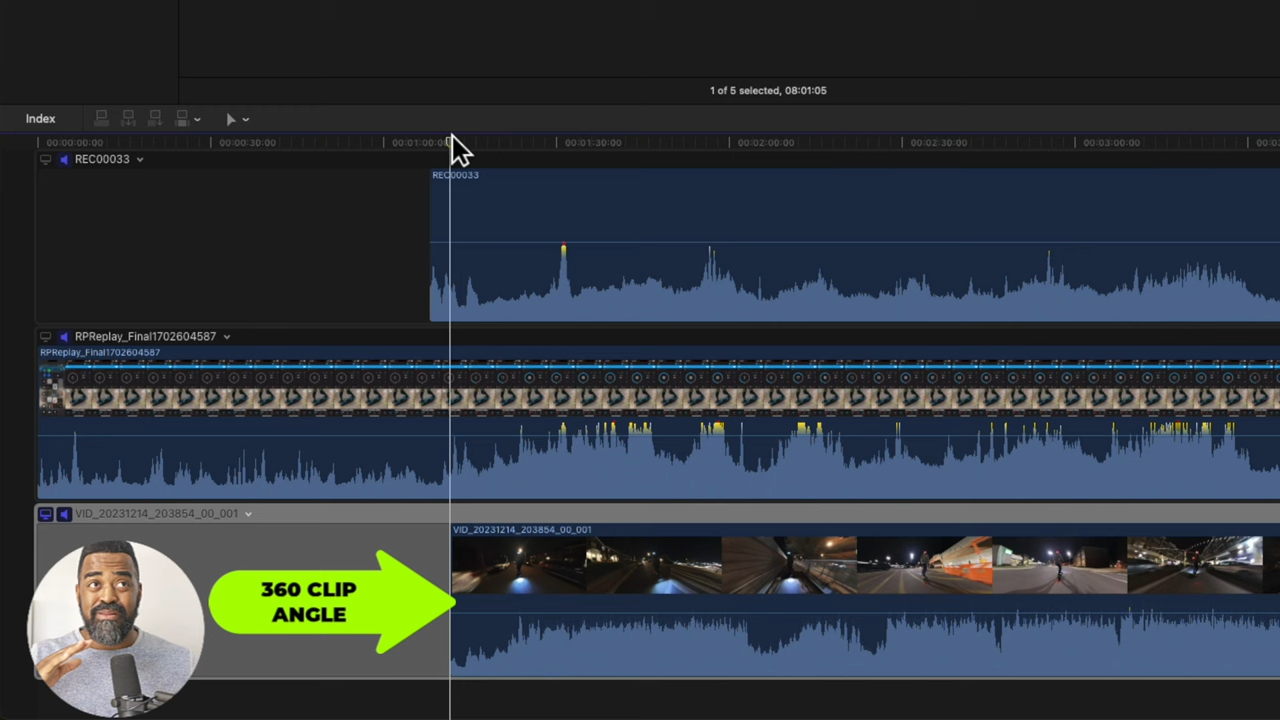 1 of 5 selected, 08:01:05
Index
00:00:00:00
00:00:30:00
00:01:00:00
00:01:30:00
00:02:00:00
00:02:30:00
00:03:00:00
REC00033
REC00033
RPReplay_Final1702604587
RPReplay_Final1702604587
VID_20231214_203854_00_001
VID_20231214_203854_00_001
360 CLIP
ANGLE